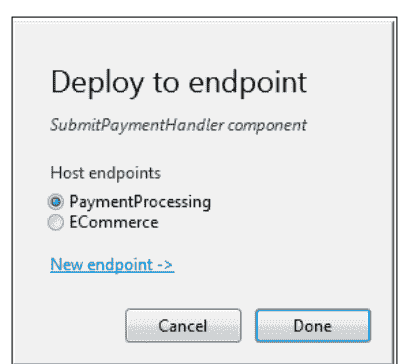 Deploy to endpoint
SubmitPaymentHandler component
Host endpoints
PaymentProcessing
ECommerce
New endpoint ->
Cancel
Done